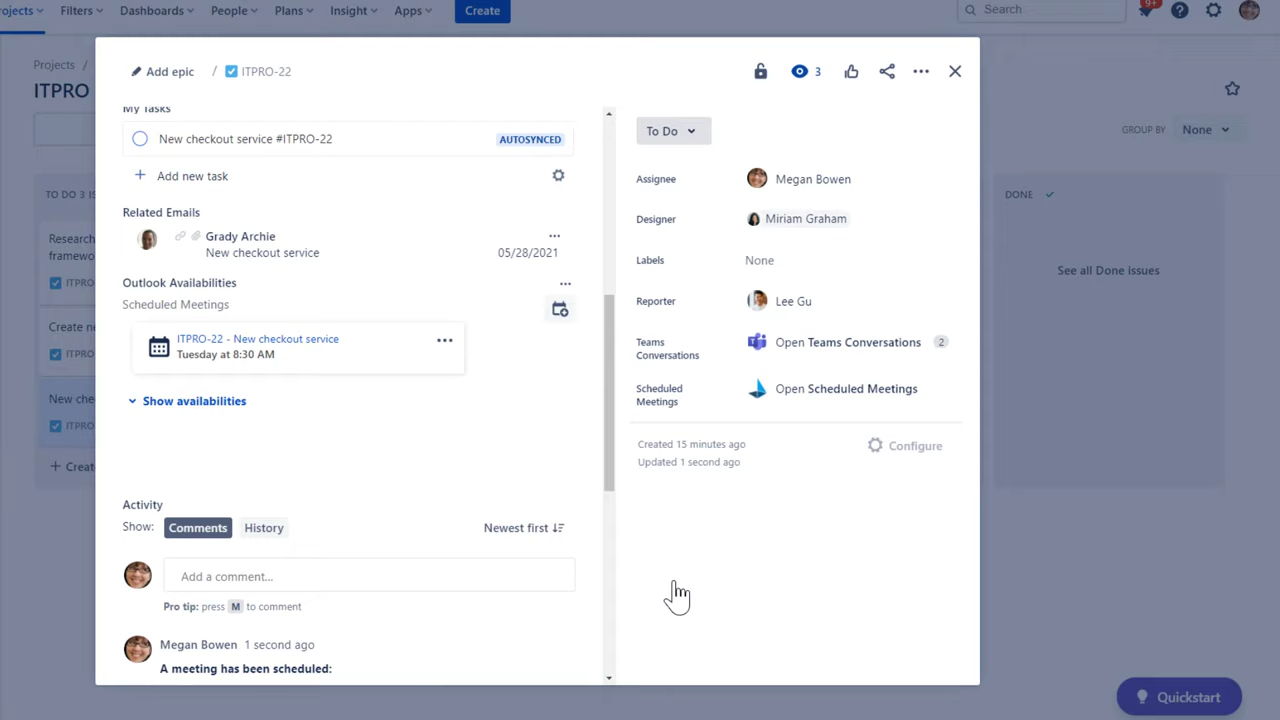 rojects
Filters
Dashboards
People
Plans
Insight
Apps
Create
Search...
9+
Projects /
ITPRO
GROUP BY None
TO DO 3 IS
DONE
Research
framewo
ITPRO
See all Done issues
Create ne
ITPRO
New che
ITPRO
+ Creat
Add epic / ITPRO-22
3
My Tasks
New checkout service #ITPRO-22 AUTOSYNCED
+ Add new task
Related Emails
Grady Archie
New checkout service 05/28/2021
Outlook Availabilities
Scheduled Meetings
ITPRO-22 - New checkout service
Tuesday at 8:30 AM
Show availabilities
Activity
Show: Comments History Newest first
Add a comment...
Pro tip: press M to comment
Megan Bowen 1 second ago
A meeting has been scheduled:
To Do
Assignee Megan Bowen
Designer Miriam Graham
Labels None
Reporter Lee Gu
Teams
Conversations
Open Teams Conversations 2
Scheduled
Meetings
Open Scheduled Meetings
Created 15 minutes ago
Updated 1 second ago
Configure
Quickstart